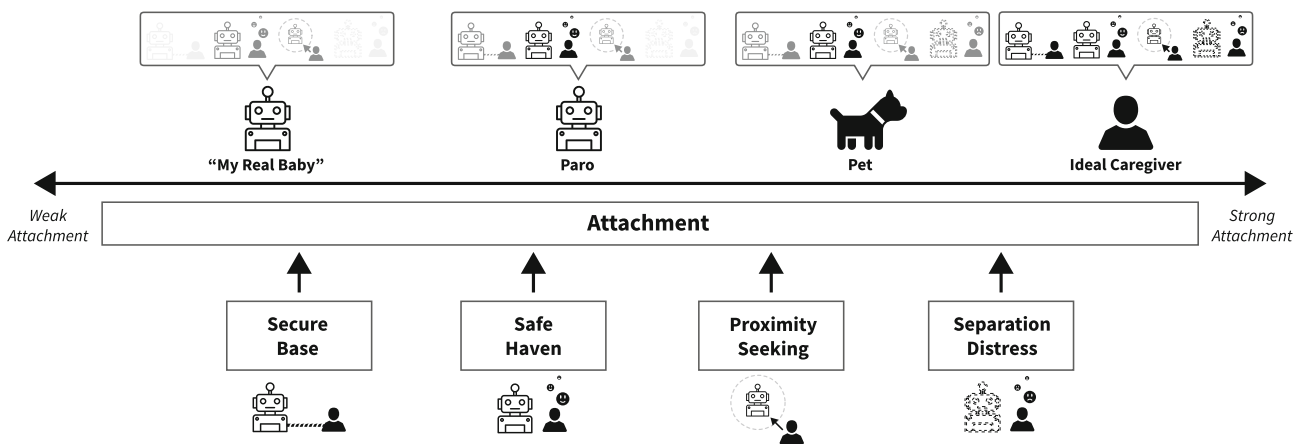 “My Real Baby”
Paro
Pet
Ideal Caregiver
Weak
Attachment
Attachment
Strong
Attachment
Secure
Base
Safe
Haven
Proximity
Seeking
Separation
Distress